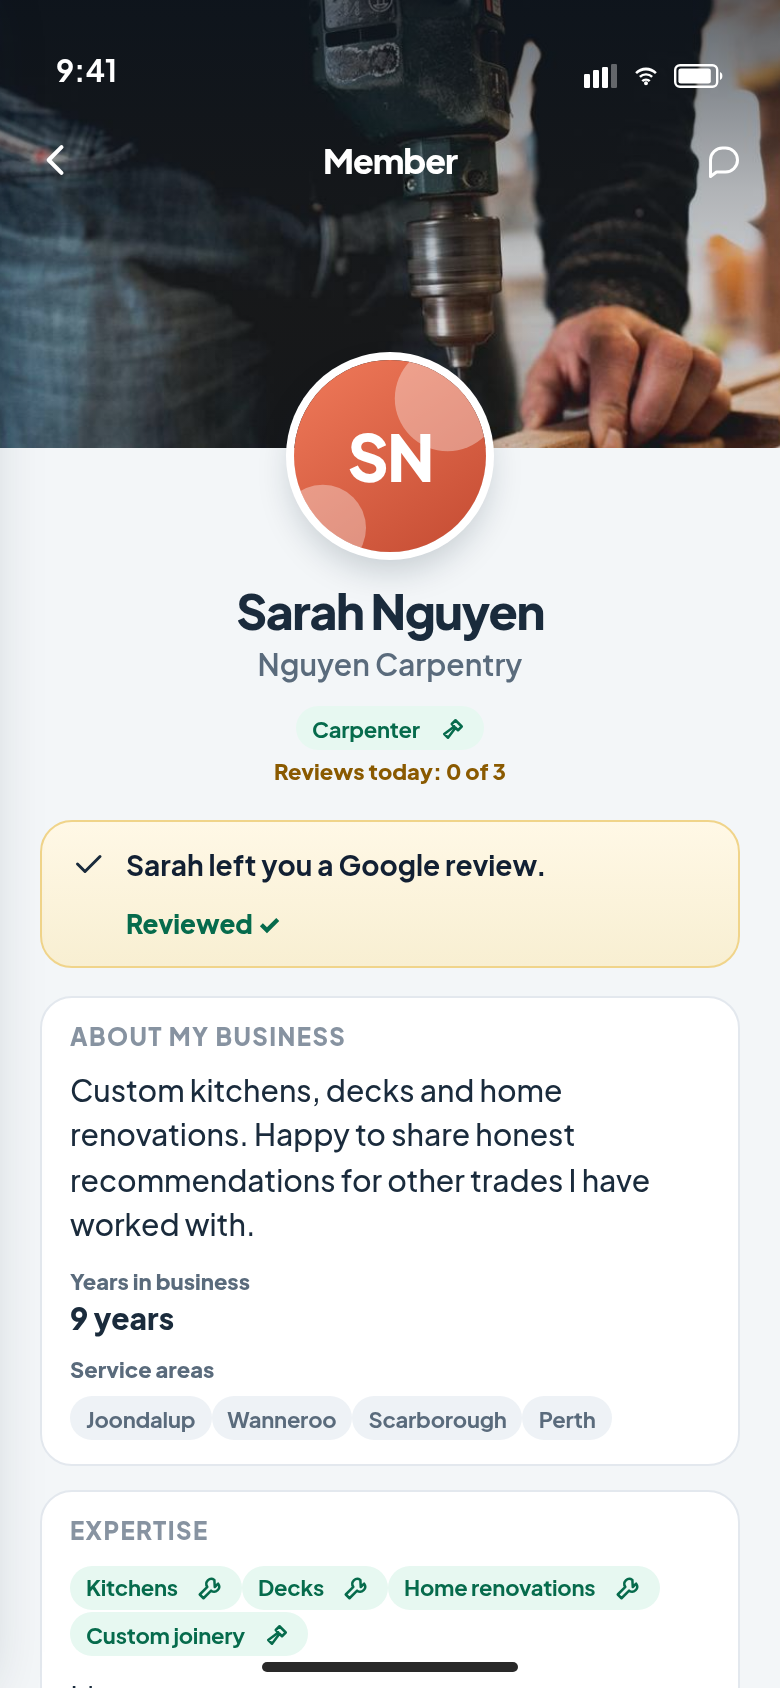 9:41
Member
SN
Sarah Nguyen
Nguyen Carpentry
Carpenter
Reviews today: 0 of 3
Sarah left you a Google review.
Reviewed ✓
ABOUT MY BUSINESS
Custom kitchens, decks and home
renovations. Happy to share honest
recommendations for other trades I have
worked with.
Years in business
9 years
Service areas
Joondalup Wanneroo Scarborough Perth
EXPERTISE
Kitchens Decks Home renovations
Custom joinery